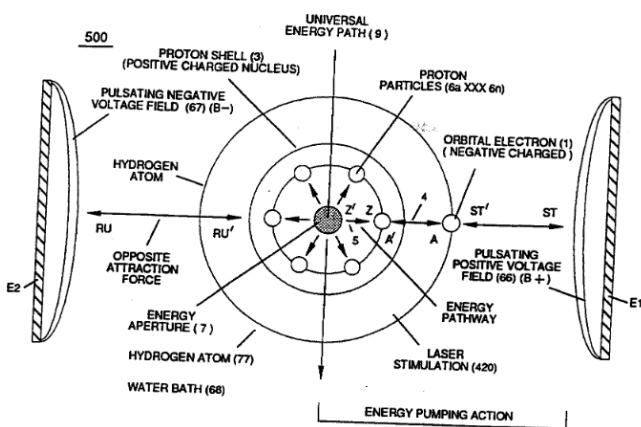 500
UNIVERSAL
ENERGY PATH (9)
PROTON SHELL (3)
(POSITIVE CHARGED NUCLEUS)
PROTON
PARTICLES (6a XXX 6n)
PULSATING NEGATIVE
VOLTAGE FIELD (67) (B-)
ORBITAL ELECTRON (1)
(NEGATIVE CHARGED)
HYDROGEN
ATOM
4
Z' Z
ST' ST
RU RU'
S A' A
OPPOSITE
ATTRACTION
FORCE
PULSATING
POSITIVE VOLTAGE
FIELD (66) (B+)
E2
E1
ENERGY
APERTURE (7)
ENERGY
PATHWAY
HYDROGEN ATOM (77)
LASER
STIMULATION (420)
WATER BATH (68)
ENERGY PUMPING ACTION